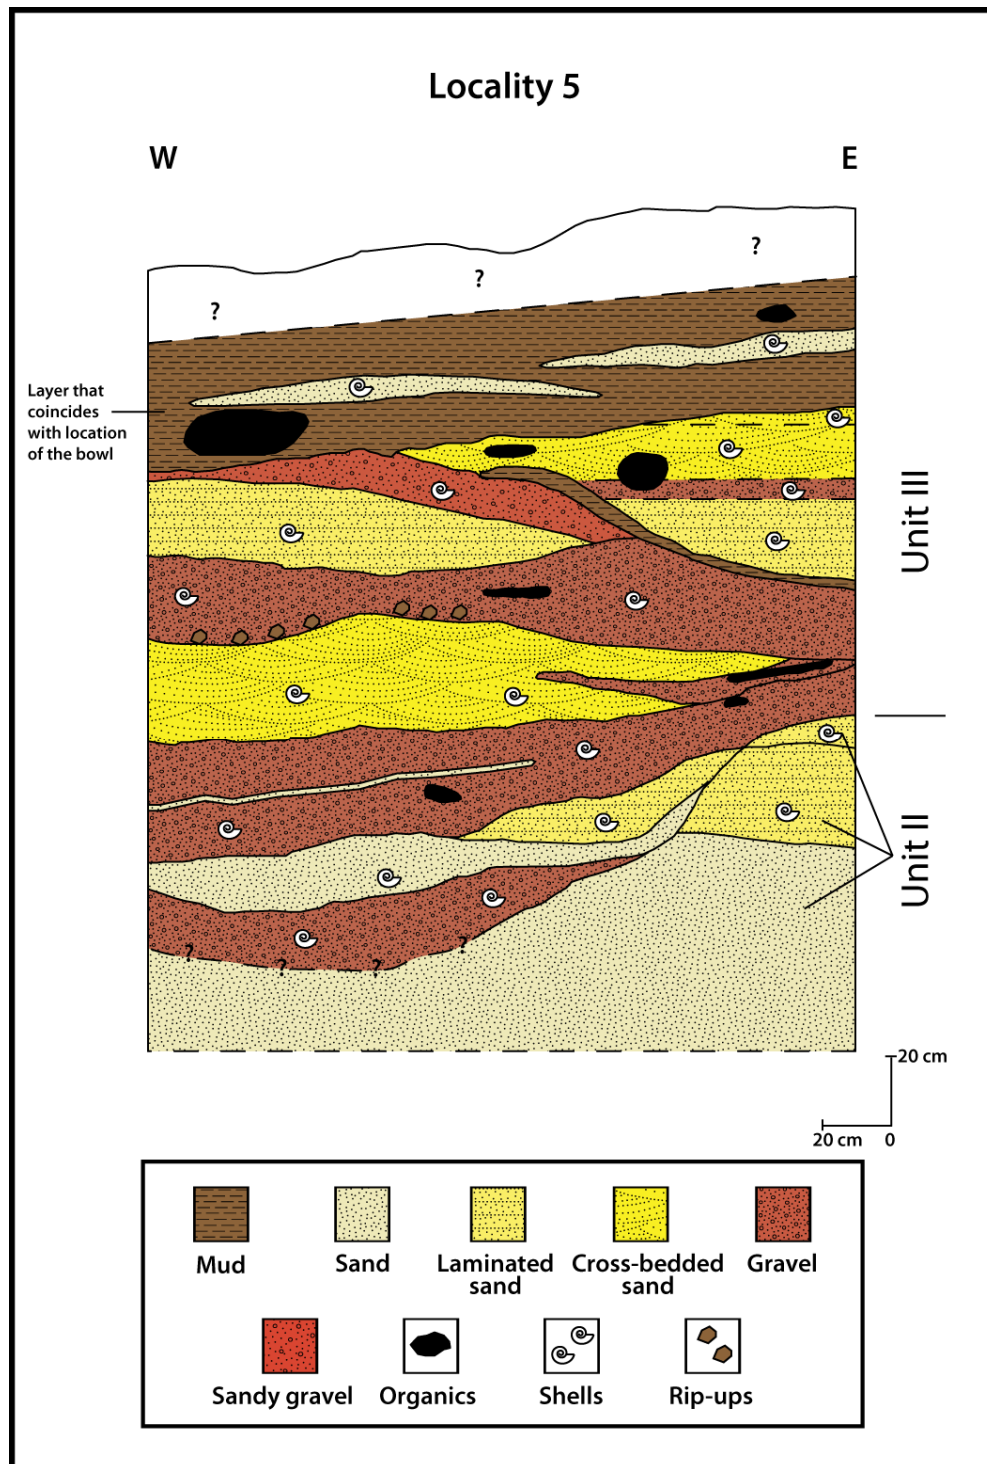 Locality 5
W
E
?
?
?
Layer that
coincides
with location
of the bowl
Unit III
Unit II
?
?
?
?
20 cm
20 cm
0
Mud
Sand
Laminated
sand
Cross-bedded
sand
Gravel
Sandy gravel
Organics
Shells
Rip-ups